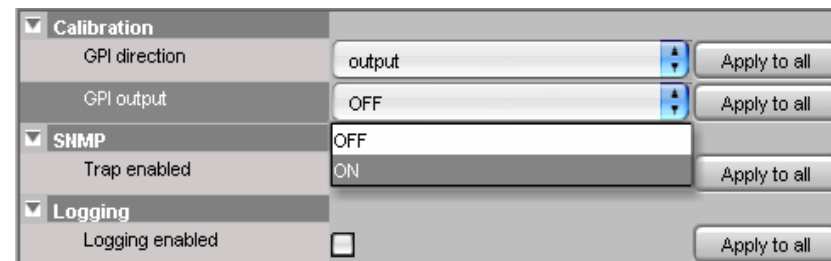 Calibration
GPI direction output Apply to all
GPI output OFF Apply to all
SNMP OFF
Trap enabled ON Apply to all
Logging
Logging enabled Apply to all